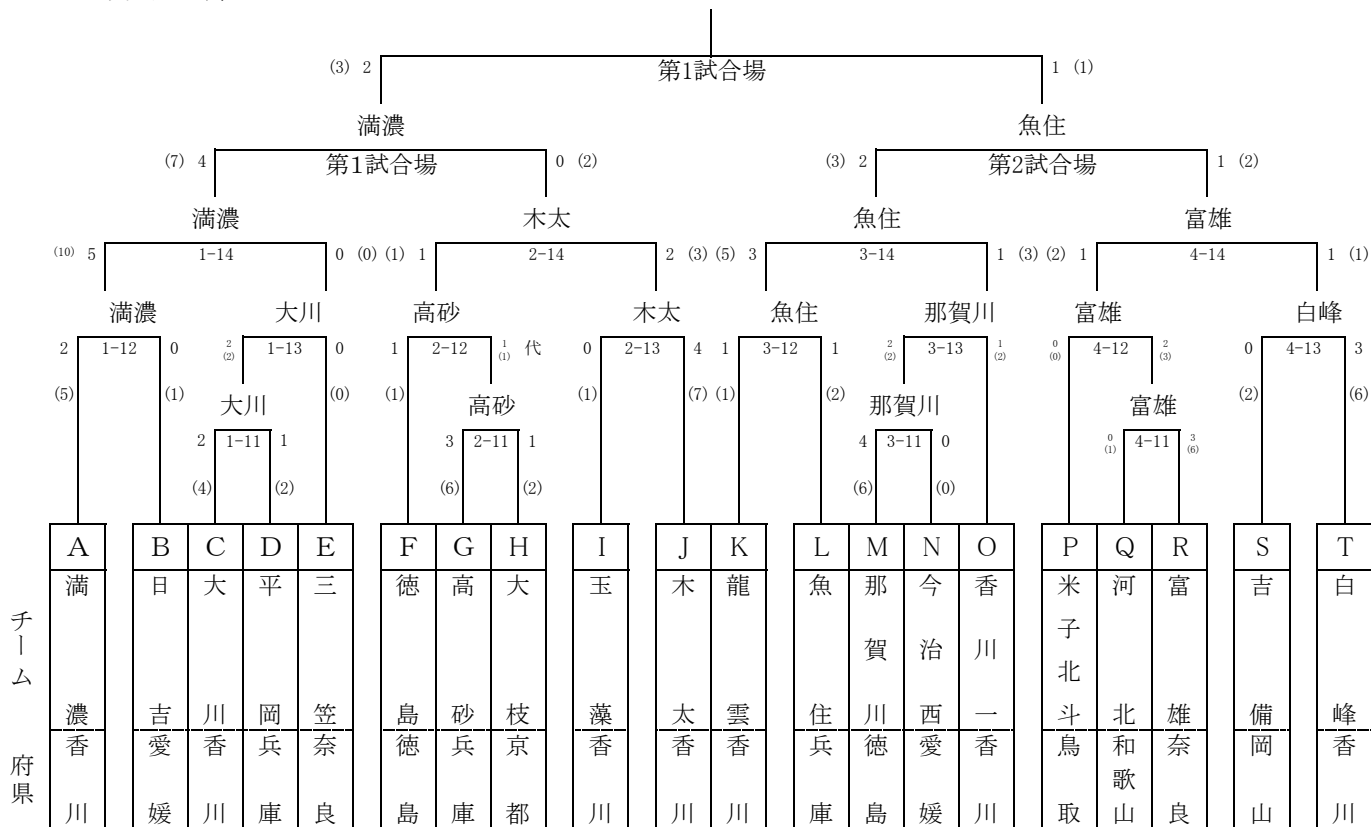 (3) 2 第1試合場 1 (1)
満濃 魚住
(7) 4 第1試合場 0 (2) (3) 2 第2試合場 1 (2)
満濃 木太 魚住 富雄
(10) 5 1-14 0 (0) (1) 1 2-14 2 (3) (5) 3 3-14 1 (3) (2) 1 4-14 1 (1)
満濃 大川 高砂 木太 魚住 那賀川 富雄 白峰
2 1-12 0 2 (2) 1-13 0 1 2-12 1 (1) 代 0 2-13 4 1 3-12 1 2 (2) 3-13 1 (2) 0 (0) 4-12 2 (3) 0 4-13 3
(5) (1) (0) (1) (1) (7) (1) (2) (2) (6)
大川 高砂 那賀川 富雄
2 1-11 1 3 2-11 1 4 3-11 0 0 (1) 4-11 3 (6)
(4) (2) (6) (2) (6) (0)
A B C D E F G H I J K L M N O P Q R S T
チーム 満濃 日吉 大川 平岡 三笠 徳島 高砂 大枝 玉藻 木太 龍雲 魚住 那賀川 今治西 香川一 米子北斗 河北 富雄 吉備 白峰
府県 香川 愛媛 香川 兵庫 奈良 徳島 兵庫 京都 香川 香川 香川 兵庫 徳島 愛媛 香川 鳥取 和歌山 奈良 岡山 香川